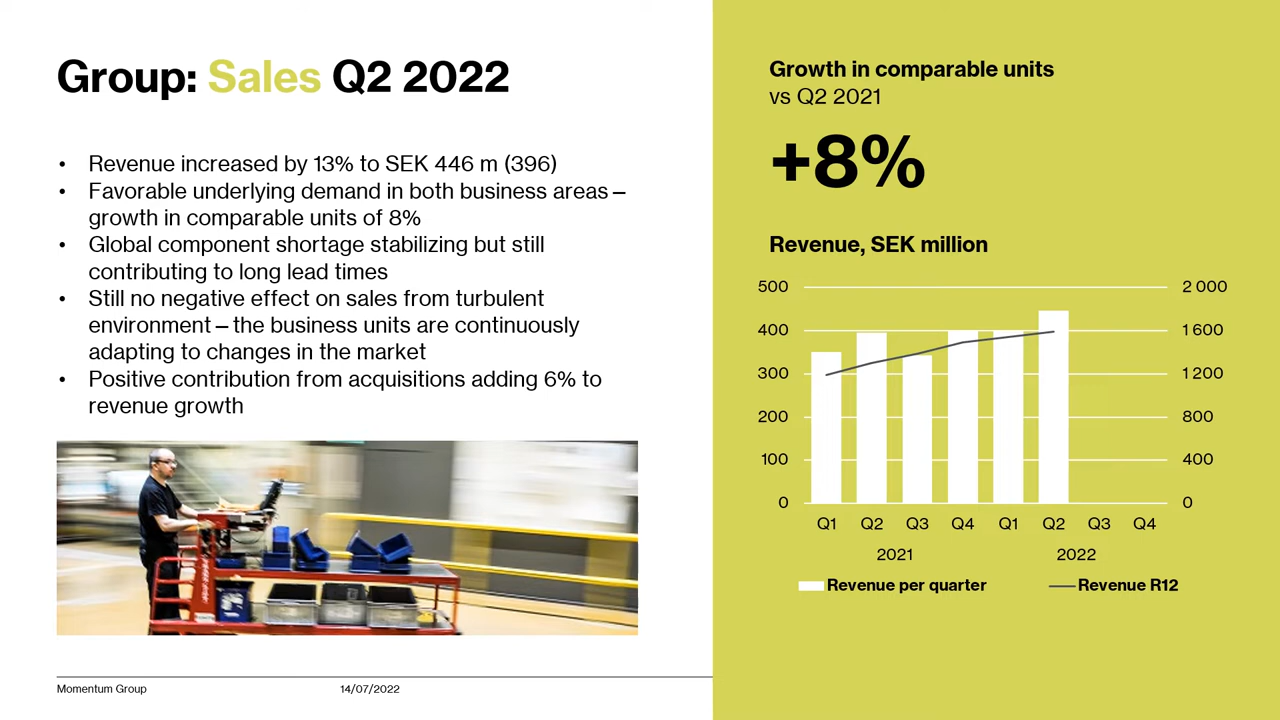 Group: Sales Q2 2022
• Revenue increased by 13% to SEK 446 m (396)
• Favorable underlying demand in both business areas –
growth in comparable units of 8%
• Global component shortage stabilizing but still
contributing to long lead times
• Still no negative effect on sales from turbulent
environment – the business units are continuously
adapting to changes in the market
• Positive contribution from acquisitions adding 6% to
revenue growth
Momentum Group 14/07/2022
Growth in comparable units
vs Q2 2021
+8%
Revenue, SEK million
500 2 000
400 1 600
300 1 200
200 800
100 400
0 0
Q1 Q2 Q3 Q4 Q1 Q2 Q3 Q4
2021 2022
Revenue per quarter Revenue R12